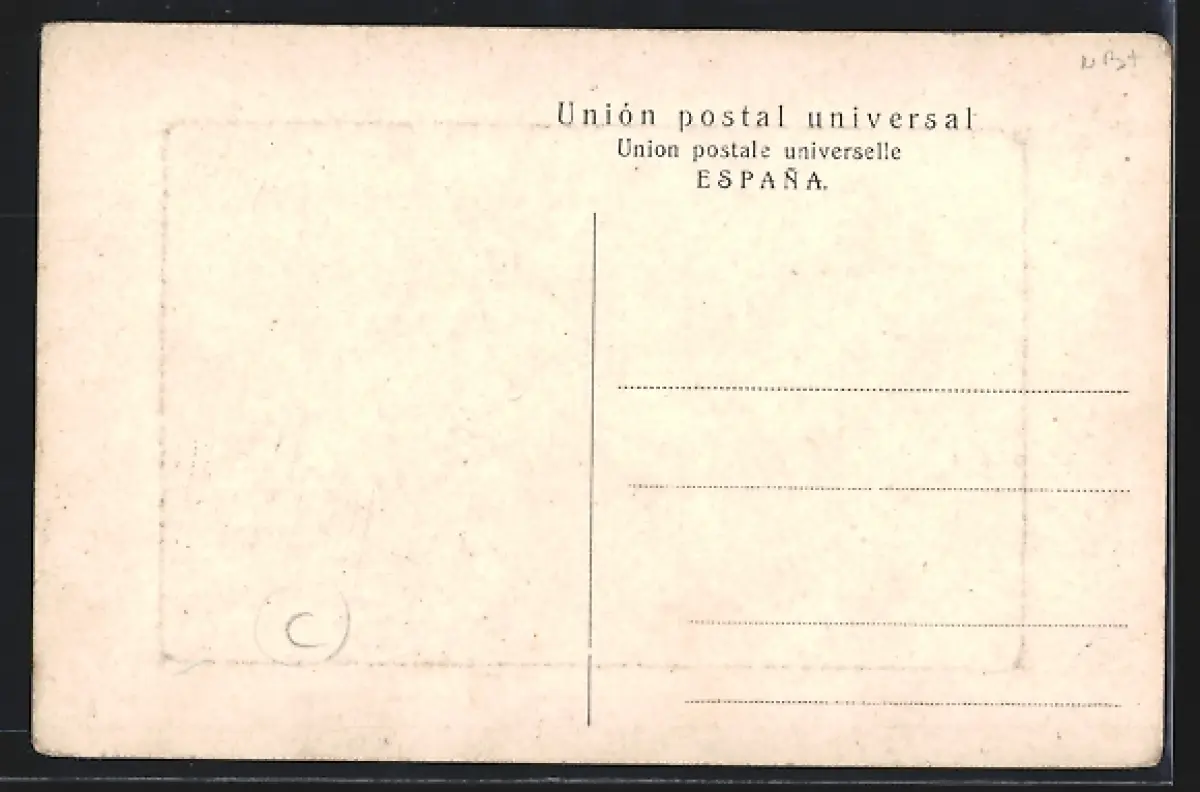 Unión postal universal
Union postale universelle
ESPAÑA.
C